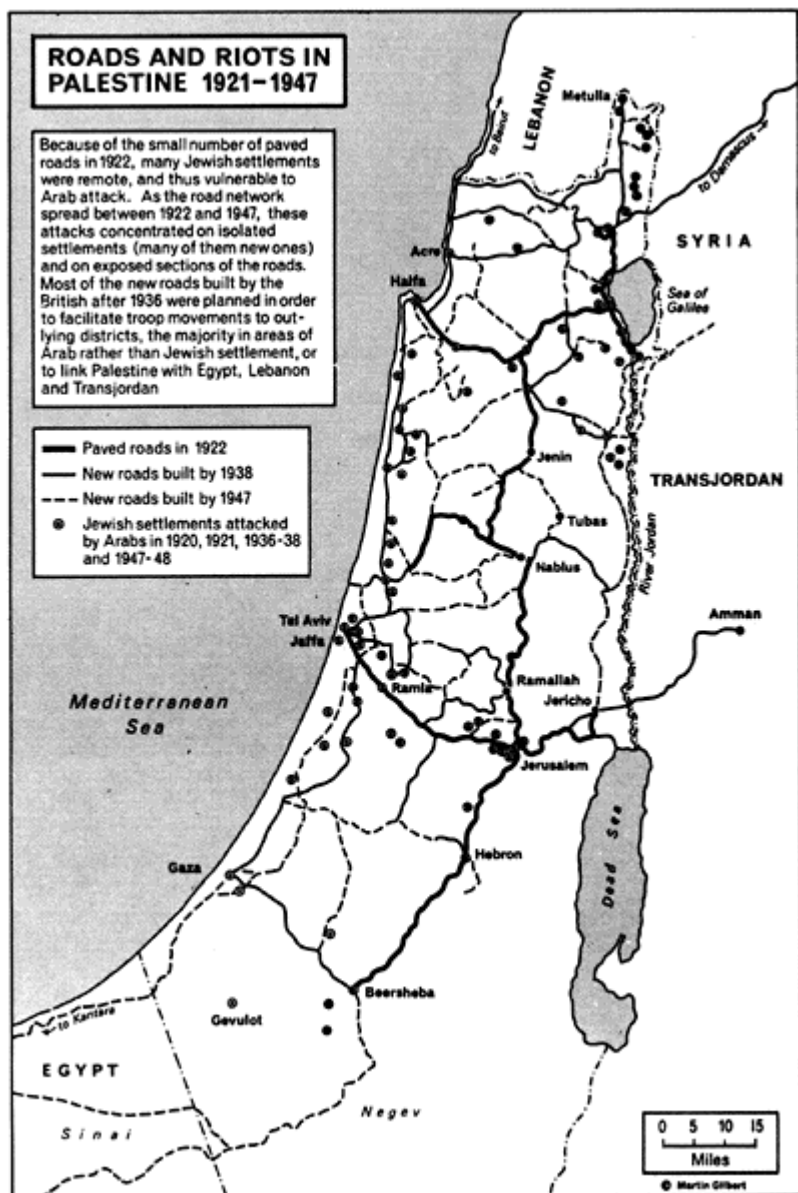 ROADS AND RIOTS IN
PALESTINE 1921-1947
Because of the small number of paved
roads in 1922, many Jewish settlements
were remote, and thus vulnerable to
Arab attack. As the road network
spread between 1922 and 1947, these
attacks concentrated on isolated
settlements (many of them new ones)
and on exposed sections of the roads.
Most of the new roads built by the
British after 1936 were planned in order
to facilitate troop movements to out-
lying districts, the majority in areas of
Arab rather than Jewish settlement, or
to link Palestine with Egypt, Lebanon
and Transjordan
Paved roads in 1922
New roads built by 1938
New roads built by 1947
Jewish settlements attacked
by Arabs in 1920, 1921, 1936-38
and 1947-48
Metulla
LEBANON
to Beirut
to Damascus
SYRIA
Acre
Haifa
Sea of
Galilee
Jenin
TRANSJORDAN
Tubas
Nablus
River Jordan
Tel Aviv
Jaffa
Amman
Ramla
Ramallah
Jericho
Mediterranean
Sea
Jerusalem
Hebron
Dead Sea
Gaza
Beersheba
Gevulot
to Kantara
EGYPT
Negev
Sinai
0 5 10 15
Miles
© Martin Gilbert